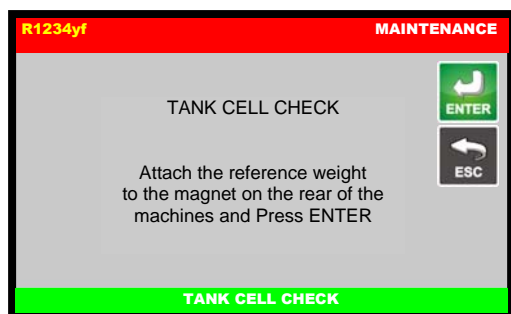 R1234yf MAINTENANCE
TANK CELL CHECK
ENTER
Attach the reference weight
to the magnet on the rear of the
machines and Press ENTER
ESC
TANK CELL CHECK